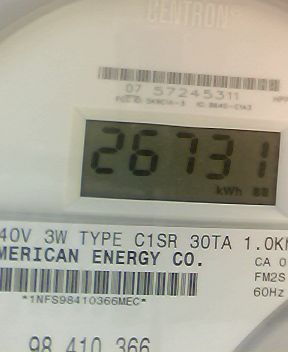 CENTRON
07 57245311
26731
kWh
40V 3W TYPE C1SR 30TA 1.0K
MERICAN ENERGY CO.
CA 0
FM2S
60Hz
*1NFS98410366MEC*
98 410 366